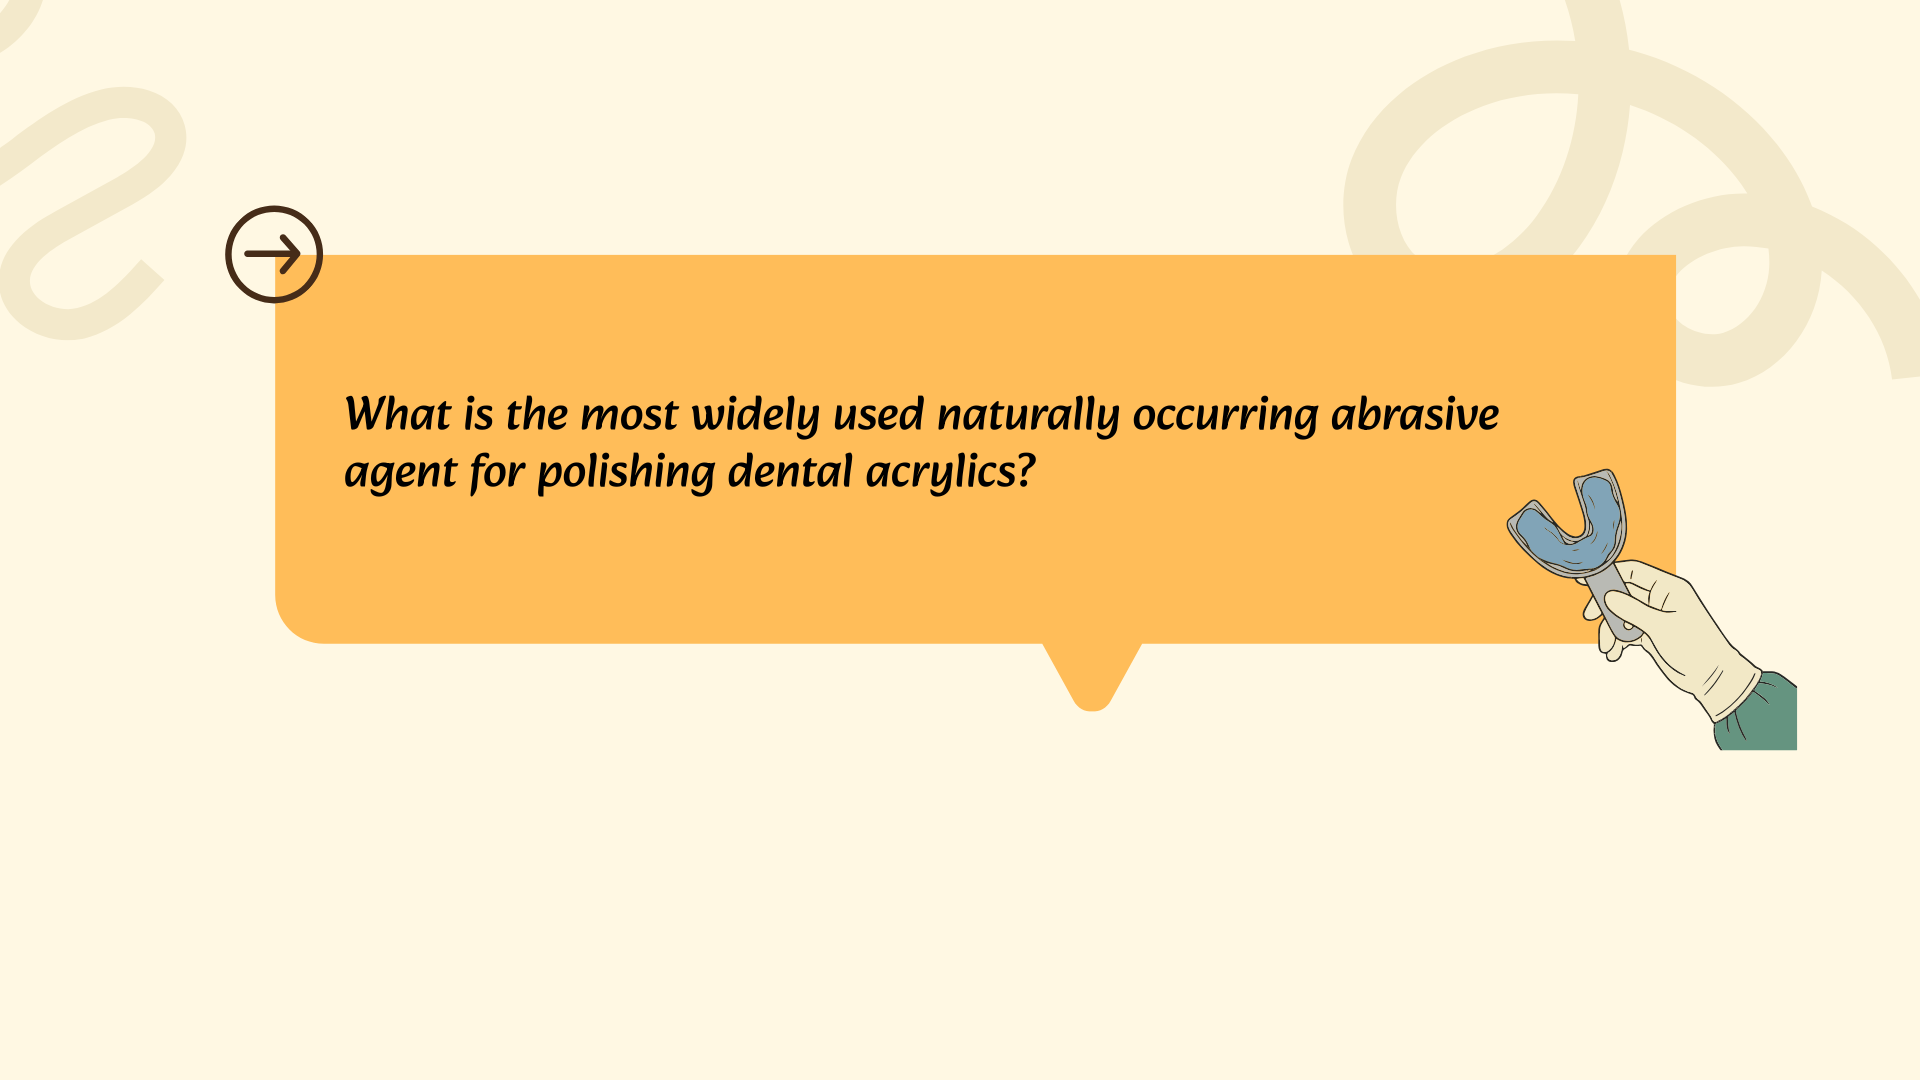 What is the most widely used naturally occurring abrasive
agent for polishing dental acrylics?